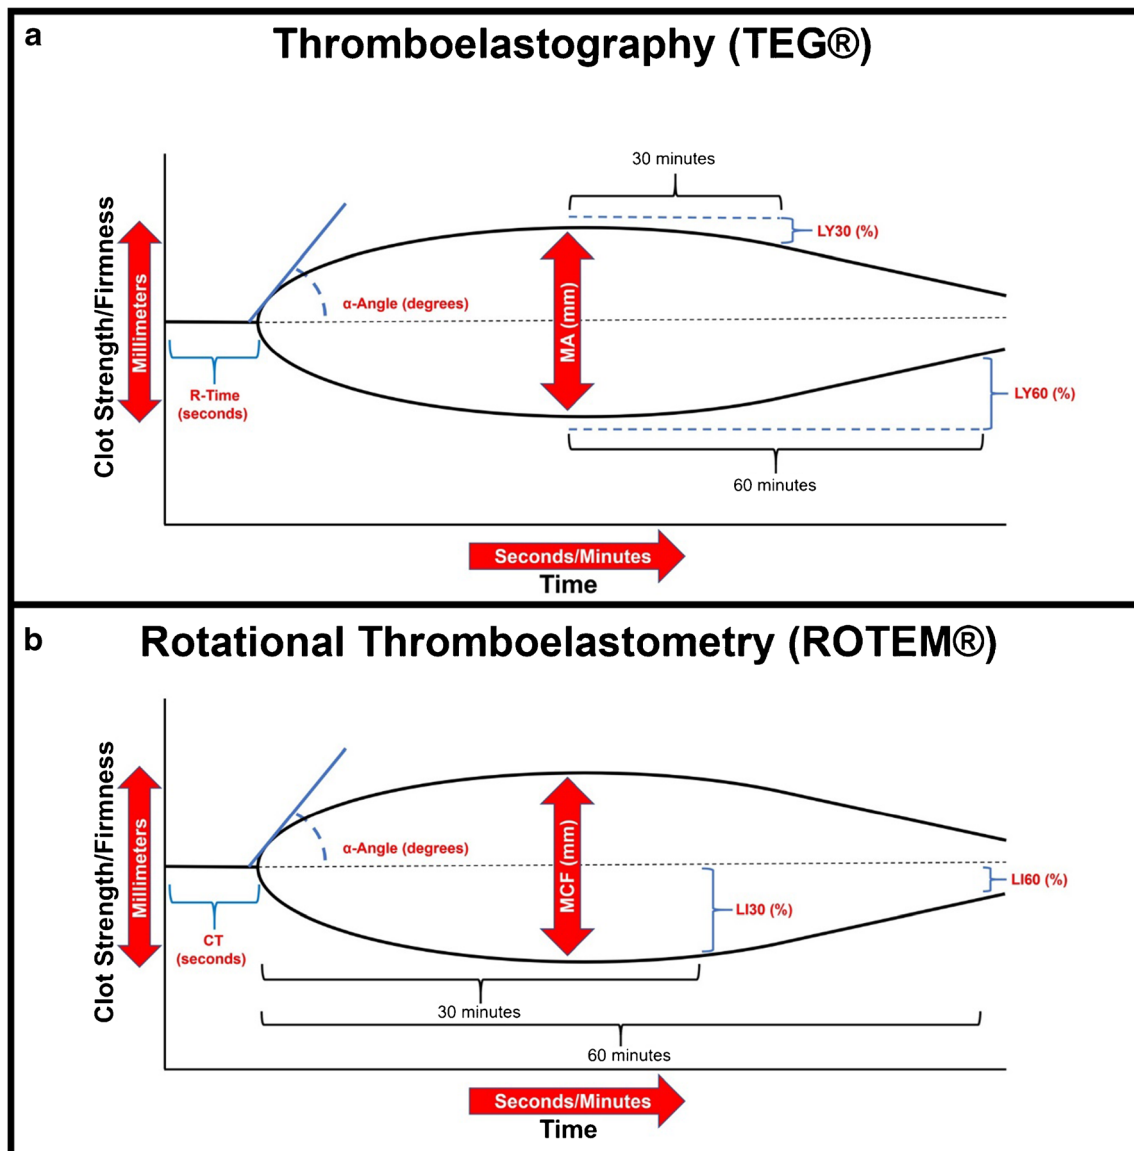 a
Thromboelastography (TEG®)
30 minutes
LY30 (%)
Clot Strength/Firmness
Millimeters
α-Angle (degrees)
MA (mm)
R-Time
(seconds)
LY60 (%)
60 minutes
Seconds/Minutes
Time
b
Rotational Thromboelastometry (ROTEM®)
Clot Strength/Firmness
Millimeters
α-Angle (degrees)
MCF (mm)
LI60 (%)
LI30 (%)
CT
(seconds)
30 minutes
60 minutes
Seconds/Minutes
Time